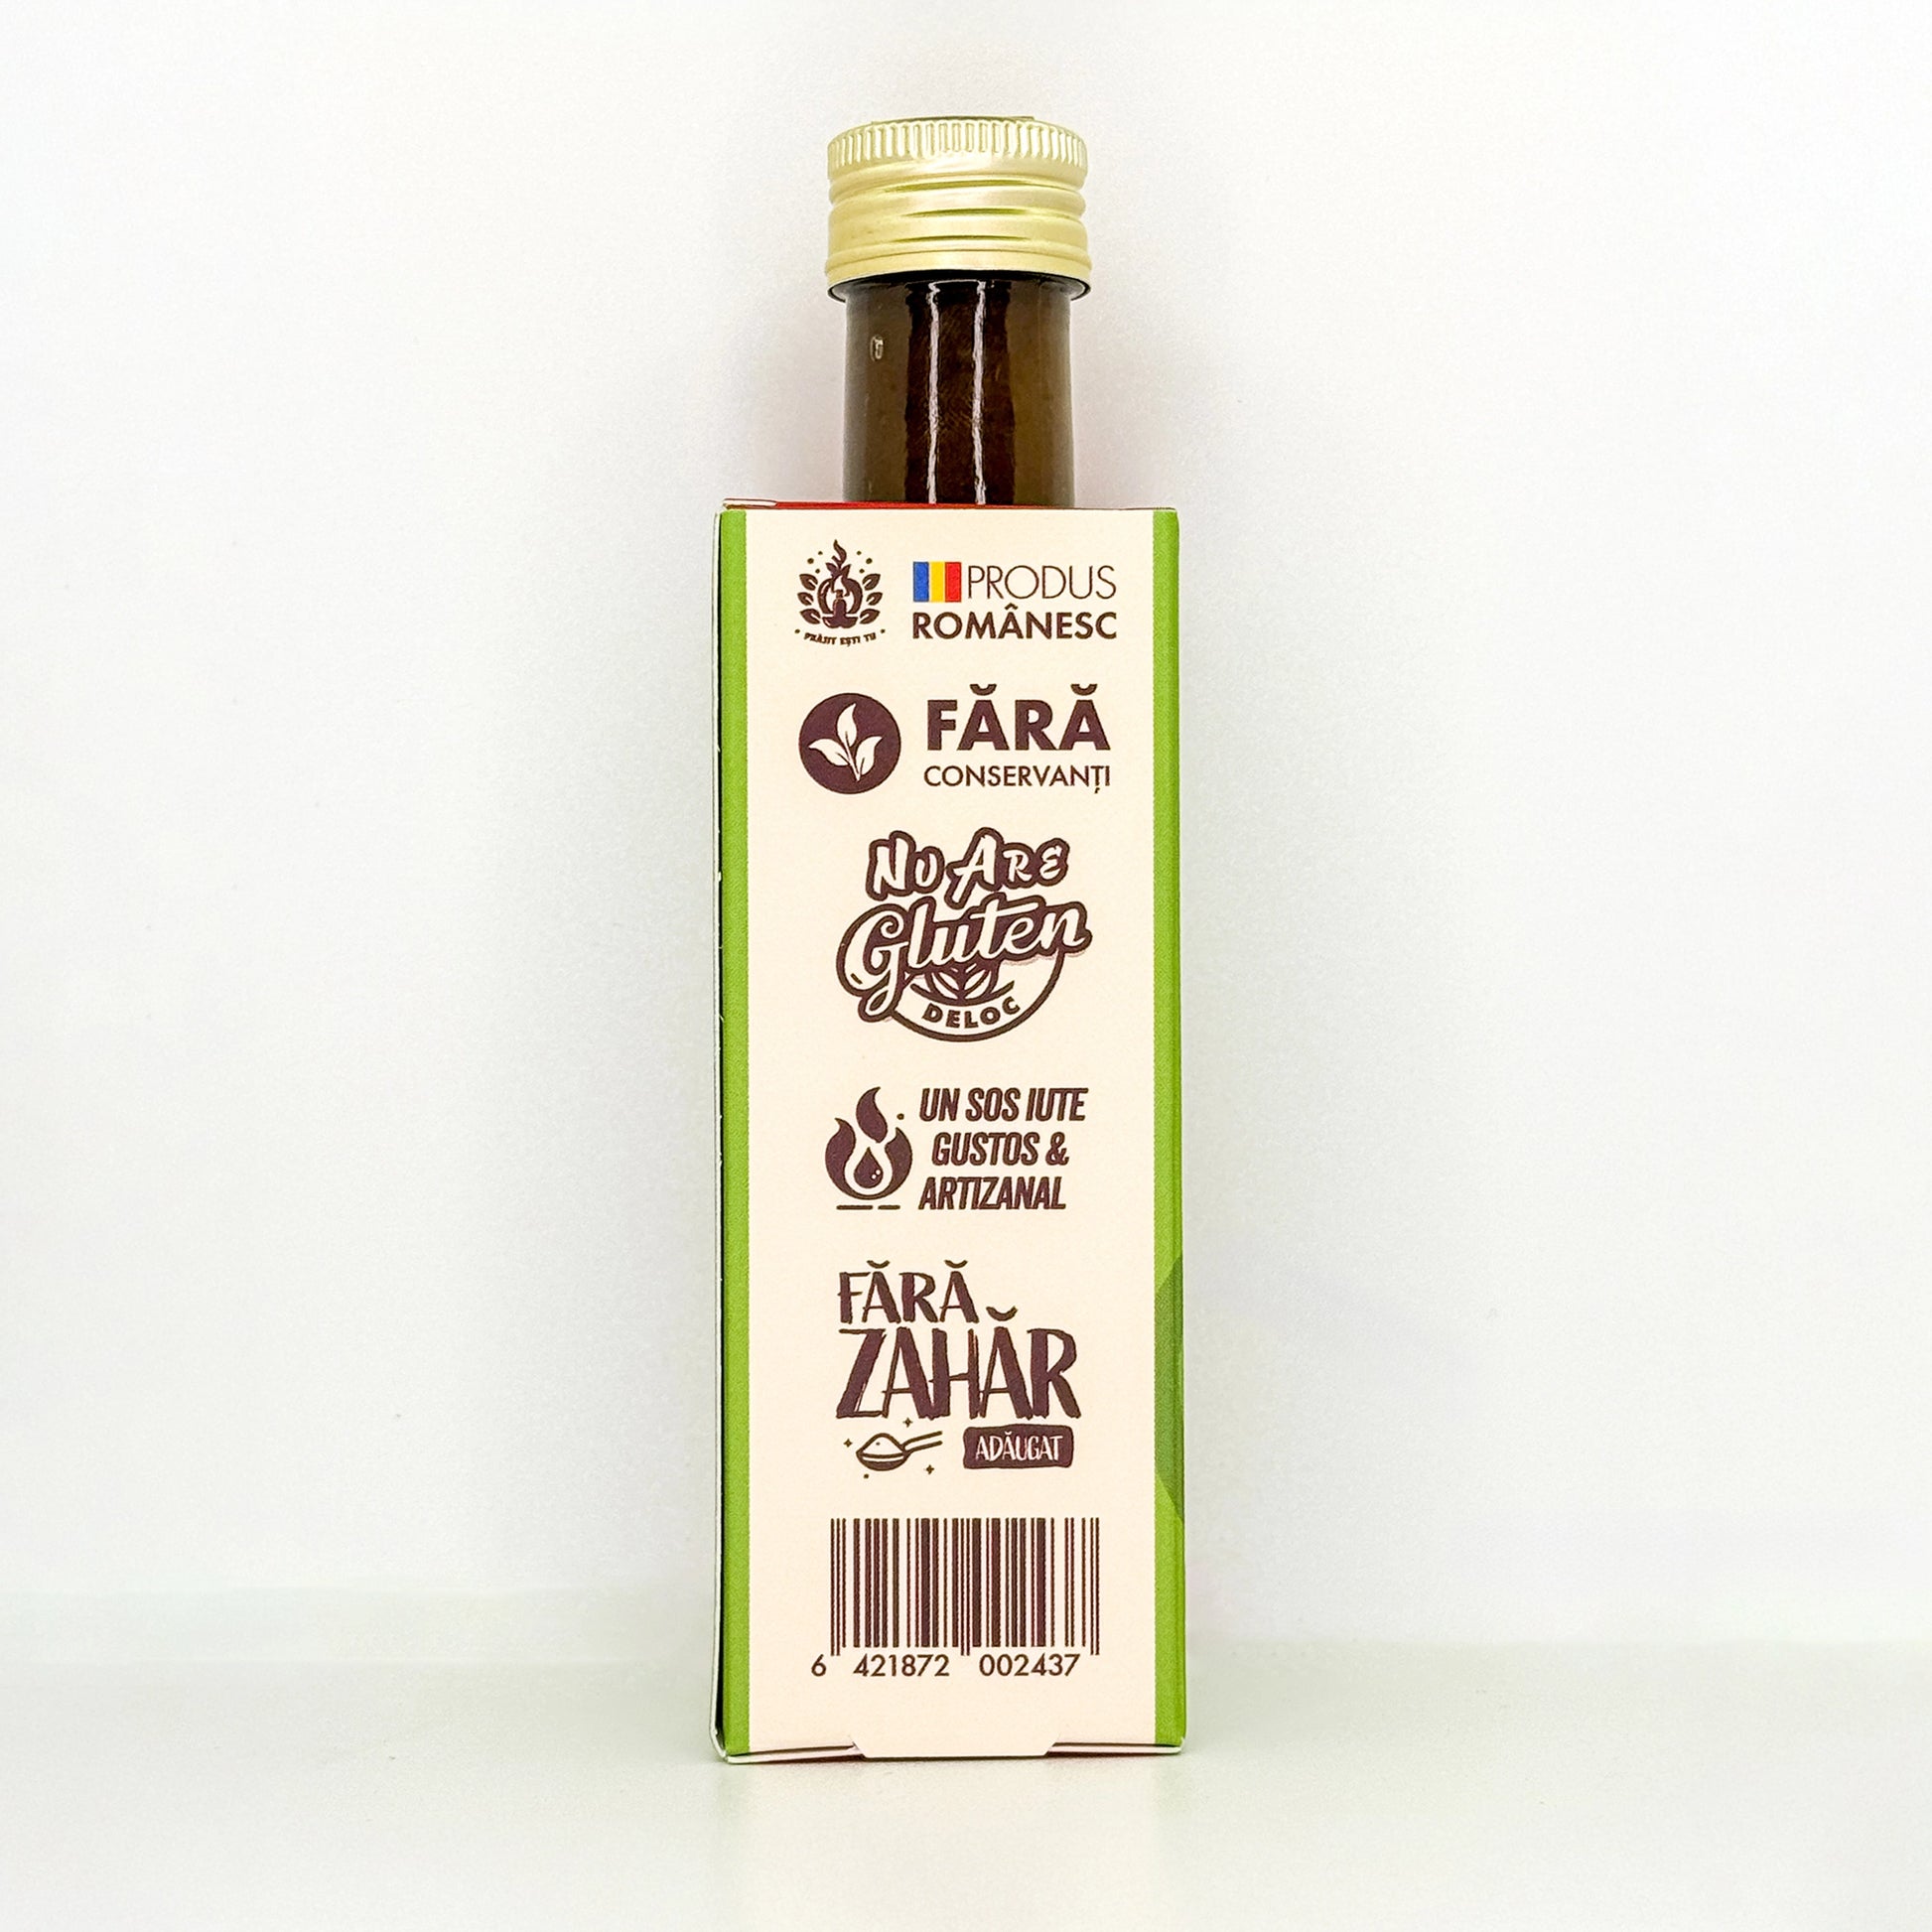 PRĂJIT EȘTI TU
PRODUS
ROMÂNESC
FĂRĂ
CONSERVANȚI
NU ARE
Gluten
DELOC
UN SOS IUTE
GUSTOS &
ARTIZANAL
FĂRĂ
ZAHĂR
ADĂUGAT
6 421872 002437